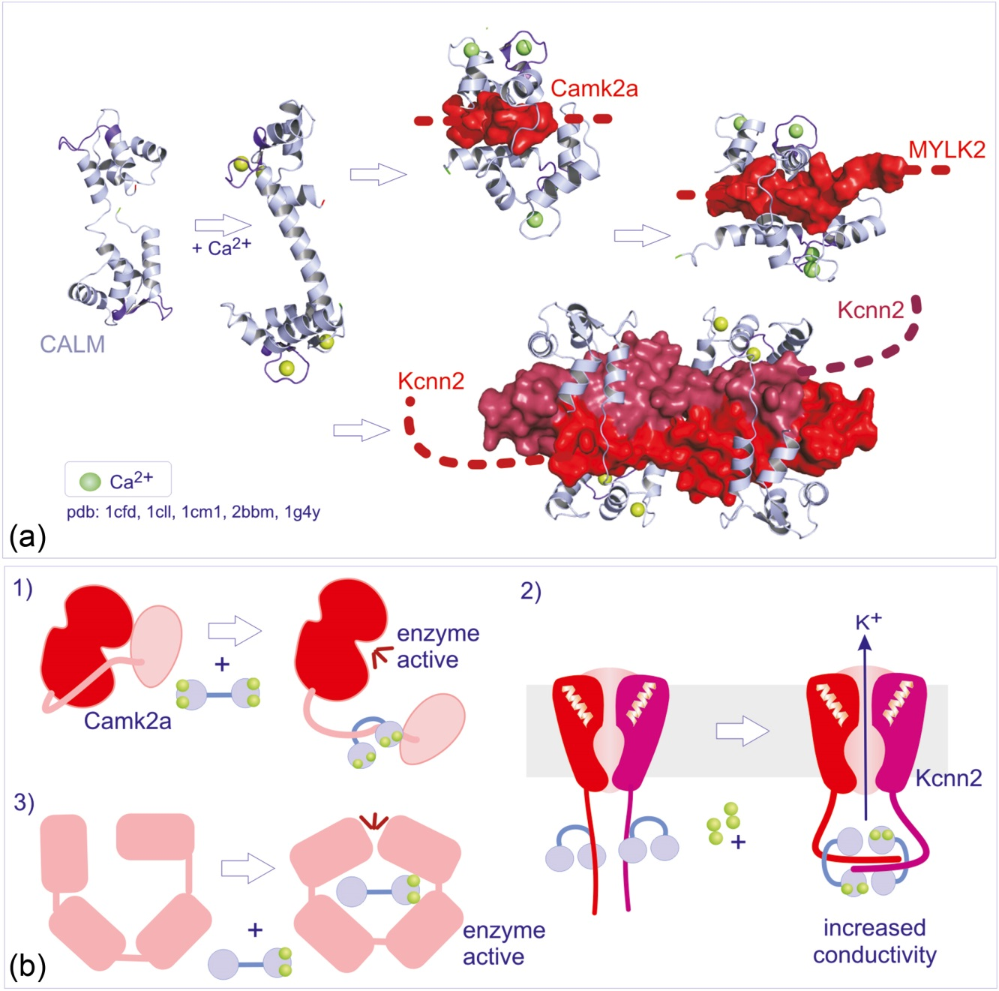 Camk2a
MYLK2
+ Ca2+
CALM
Kcnn2
Kcnn2
Ca2+
pdb: 1cfd, 1cll, 1cm1, 2bbm, 1g4y
(a)
1)
+
Camk2a
enzyme
active
2)
K+
Kcnn2
+
increased
conductivity
3)
+
enzyme
active
(b)